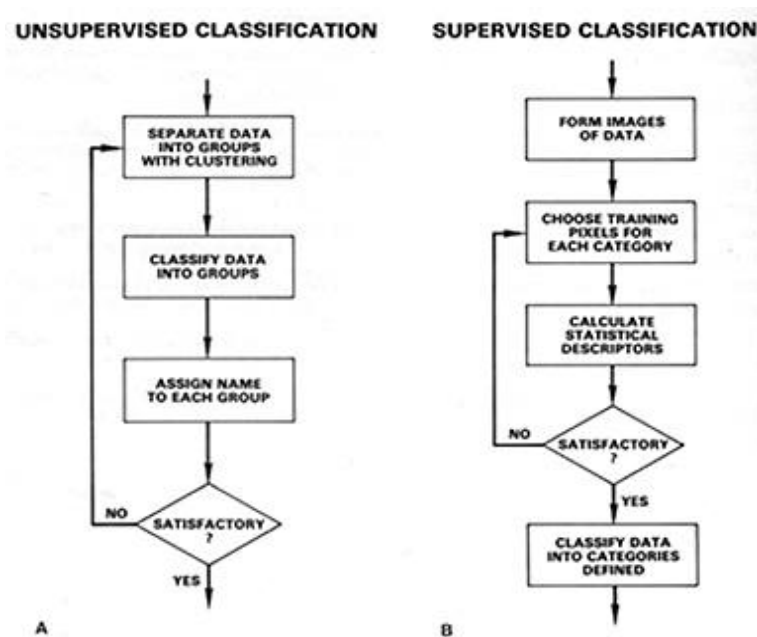 UNSUPERVISED CLASSIFICATION
SEPARATE DATA
INTO GROUPS
WITH CLUSTERING
CLASSIFY DATA
INTO GROUPS
ASSIGN NAME
TO EACH GROUP
NO
SATISFACTORY
?
YES
A
SUPERVISED CLASSIFICATION
FORM IMAGES
OF DATA
CHOOSE TRAINING
PIXELS FOR
EACH CATEGORY
CALCULATE
STATISTICAL
DESCRIPTORS
NO
SATISFACTORY
?
YES
CLASSIFY DATA
INTO CATEGORIES
DEFINED
B